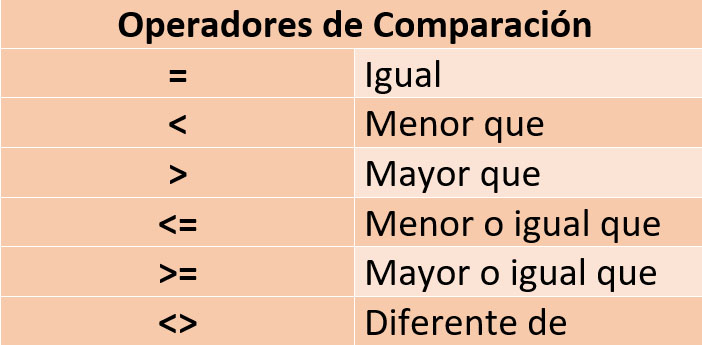 Operadores de Comparación
= Igual
< Menor que
> Mayor que
<= Menor o igual que
>= Mayor o igual que
<> Diferente de